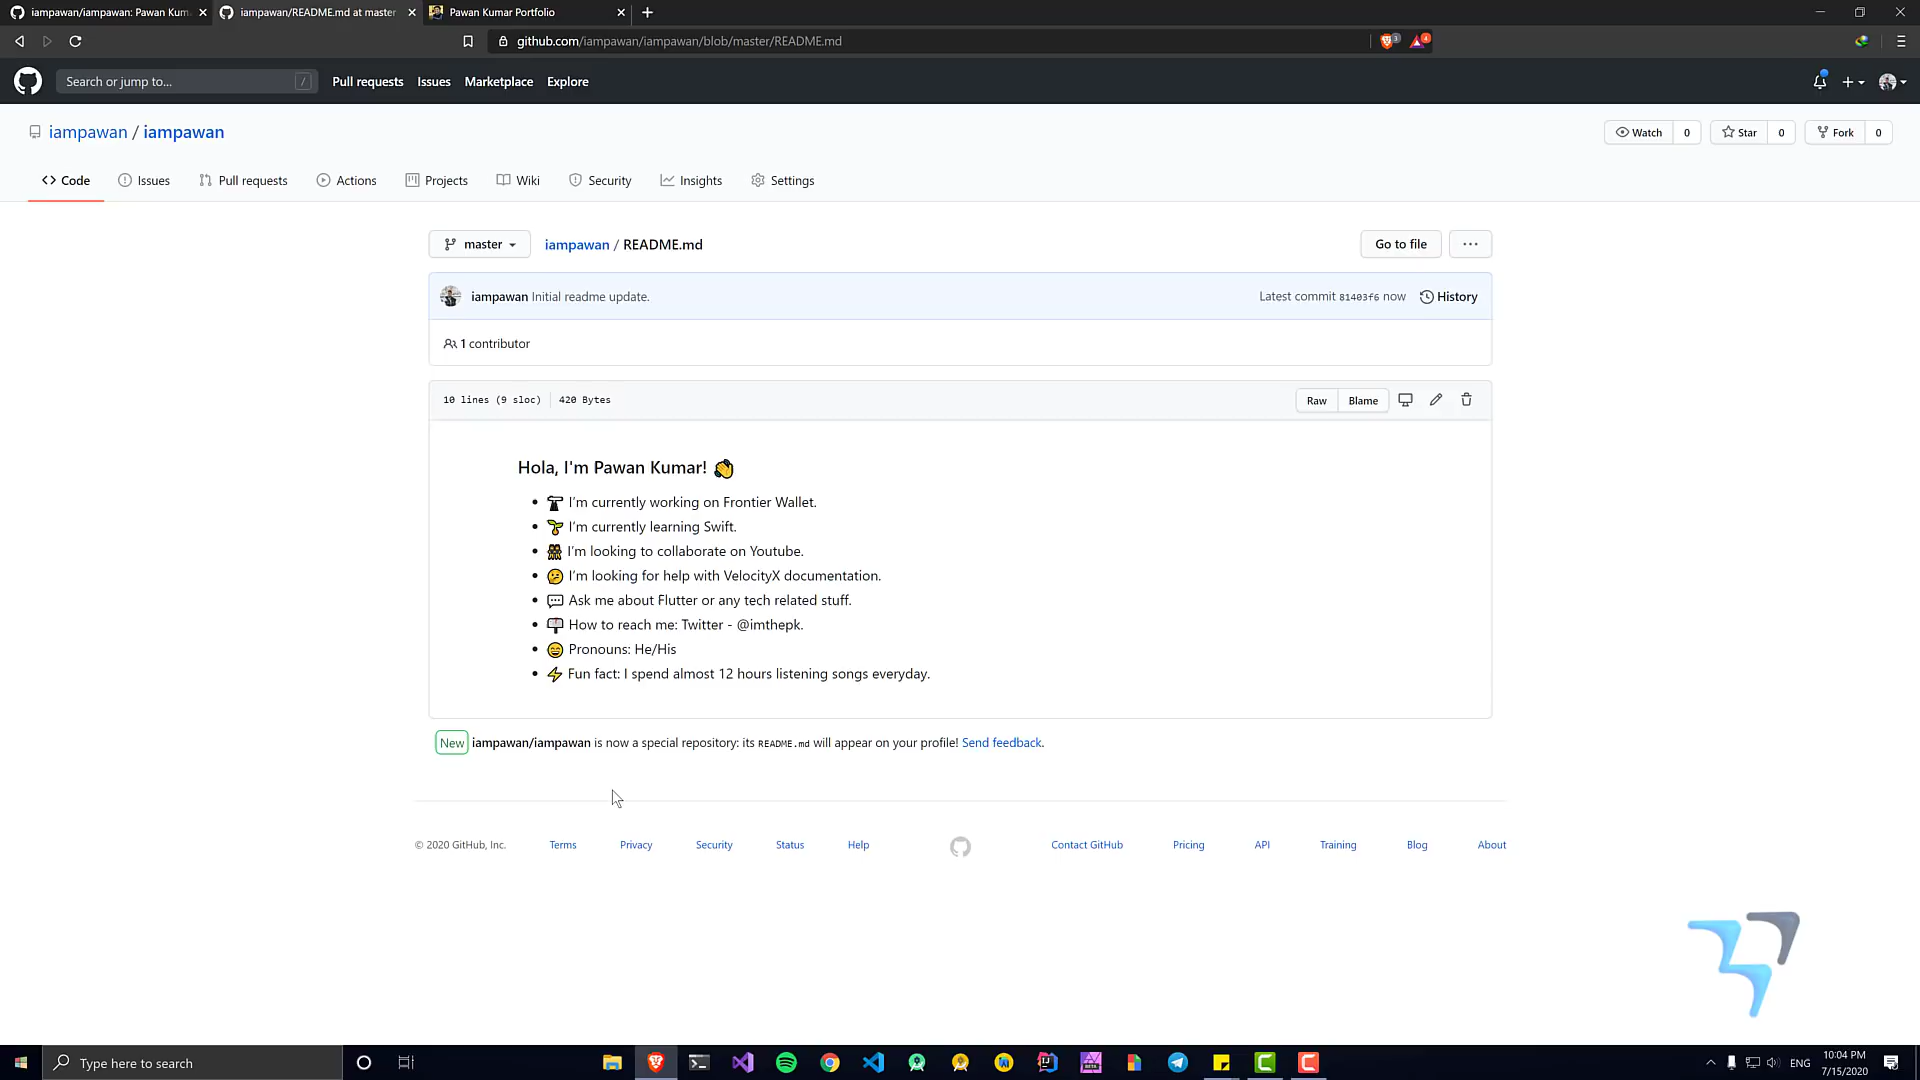 iampawan/iampawan: Pawan Kum
iampawan/README.md at master
Pawan Kumar Portfolio
github.com/iampawan/iampawan/blob/master/README.md
3
4
Search or jump to...
/
Pull requests
Issues
Marketplace
Explore
iampawan / iampawan
Watch 0
Star 0
Fork 0
Code
Issues
Pull requests
Actions
Projects
Wiki
Security
Insights
Settings
master
iampawan / README.md
Go to file
iampawan Initial readme update.
Latest commit 81403f6 now
History
1 contributor
10 lines (9 sloc)
420 Bytes
Raw
Blame
Hola, I'm Pawan Kumar! 👋
🔭 I'm currently working on Frontier Wallet.
🌱 I'm currently learning Swift.
👯 I'm looking to collaborate on Youtube.
🤔 I'm looking for help with VelocityX documentation.
💬 Ask me about Flutter or any tech related stuff.
📫 How to reach me: Twitter - @imthepk.
😄 Pronouns: He/His
⚡ Fun fact: I spend almost 12 hours listening songs everyday.
New iampawan/iampawan is now a special repository: its README.md will appear on your profile! Send feedback.
© 2020 GitHub, Inc.
Terms
Privacy
Security
Status
Help
Contact GitHub
Pricing
API
Training
Blog
About
Type here to search
ENG
10:04 PM
7/15/2020